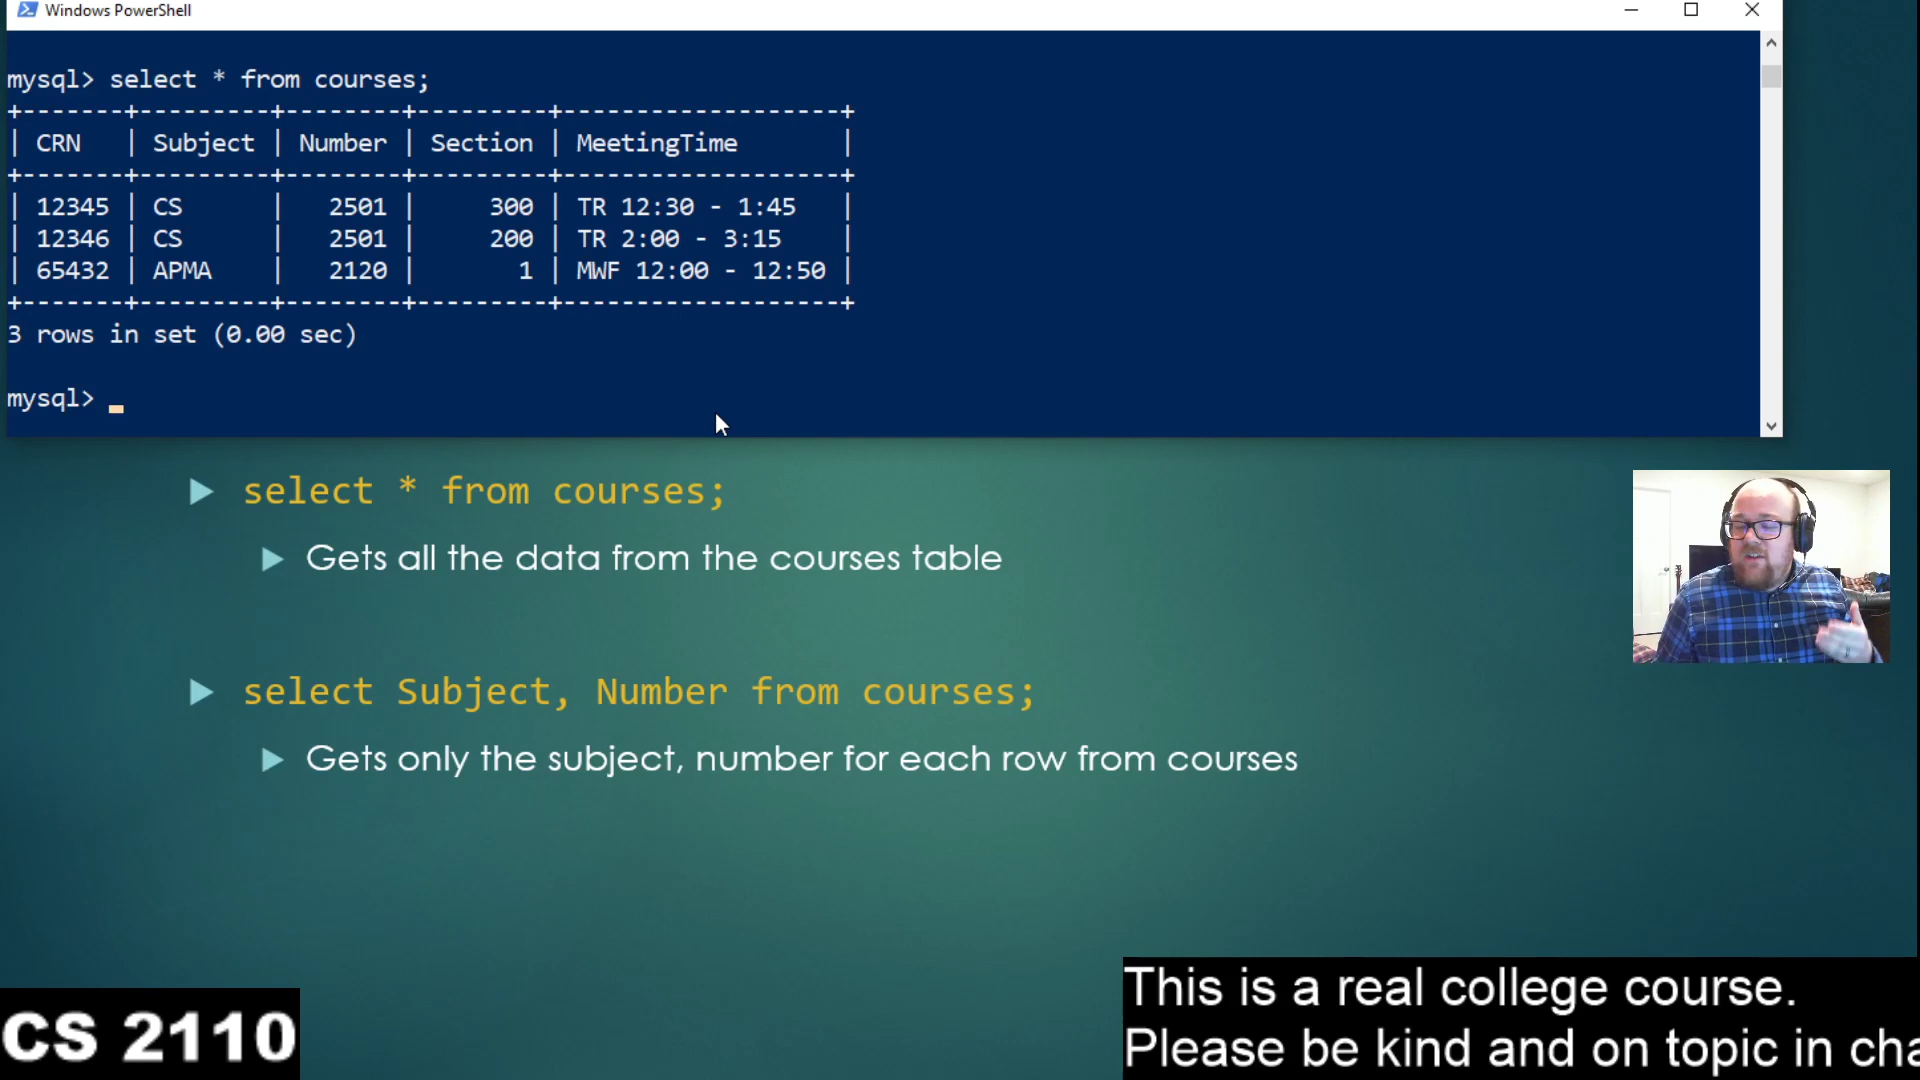 Windows PowerShell
mysql> select * from courses;
+-------+---------+--------+---------+-------------------+
| CRN   | Subject | Number | Section | MeetingTime       |
+-------+---------+--------+---------+-------------------+
| 12345 | CS      |   2501 |     300 | TR 12:30 - 1:45   |
| 12346 | CS      |   2501 |     200 | TR 2:00 - 3:15    |
| 65432 | APMA    |   2120 |       1 | MWF 12:00 - 12:50 |
+-------+---------+--------+---------+-------------------+
3 rows in set (0.00 sec)
mysql>
select * from courses;
Gets all the data from the courses table
select Subject, Number from courses;
Gets only the subject, number for each row from courses
CS 2110
This is a real college course.
Please be kind and on topic in cha